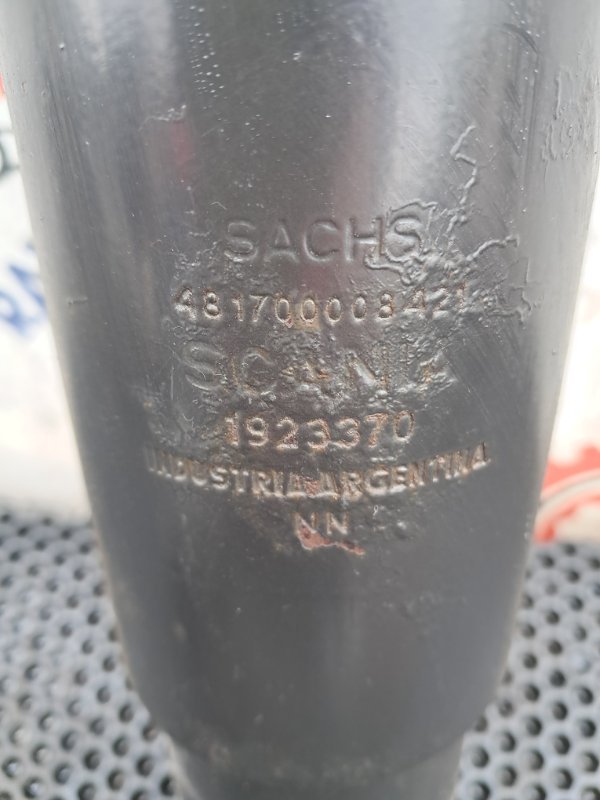 SACHS
481700008421
SCANIA
1923370
INDUSTRIA ARGENTINA
NN